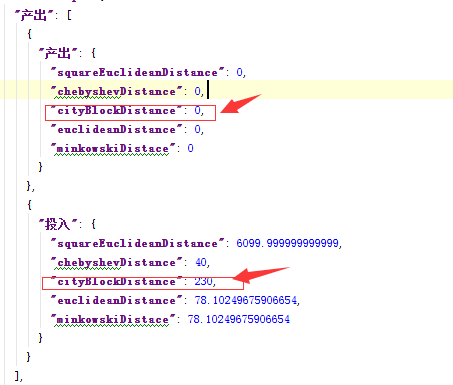 "产出": [
{
"产出": {
"squareEuclideanDistance": 0,
"chebyshevDistance": 0,
"cityBlockDistance": 0,
"euclideanDistance": 0,
"minkowskiDistace": 0
}
},
{
"投入": {
"squareEuclideanDistance": 6099.999999999999,
"chebyshevDistance": 40,
"cityBlockDistance": 230,
"euclideanDistance": 78.10249675906654,
"minkowskiDistace": 78.10249675906654
}
}
],